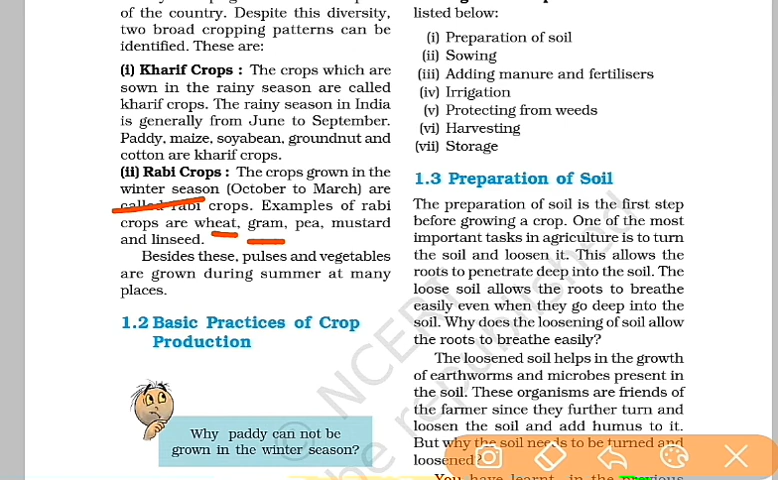 of the country. Despite this diversity,
two broad cropping patterns can be
identified. These are:
(i) Kharif Crops : The crops which are
sown in the rainy season are called
kharif crops. The rainy season in India
is generally from June to September.
Paddy, maize, soyabean, groundnut and
cotton are kharif crops.
(ii) Rabi Crops : The crops grown in the
winter season (October to March) are
called rabi crops. Examples of rabi
crops are wheat, gram, pea, mustard
and linseed.
Besides these, pulses and vegetables
are grown during summer at many
places.
1.2 Basic Practices of Crop
Production
Why paddy can not be
grown in the winter season?
listed below:
(i) Preparation of soil
(ii) Sowing
(iii) Adding manure and fertilisers
(iv) Irrigation
(v) Protecting from weeds
(vi) Harvesting
(vii) Storage
1.3 Preparation of Soil
The preparation of soil is the first step
before growing a crop. One of the most
important tasks in agriculture is to turn
the soil and loosen it. This allows the
roots to penetrate deep into the soil. The
loose soil allows the roots to breathe
easily even when they go deep into the
soil. Why does the loosening of soil allow
the roots to breathe easily?
The loosened soil helps in the growth
of earthworms and microbes present in
the soil. These organisms are friends of
the farmer since they further turn and
loosen the soil and add humus to it.
But why the soil needs to be turned and
loosened?
You have learnt in the previous
© NCERT
be republished